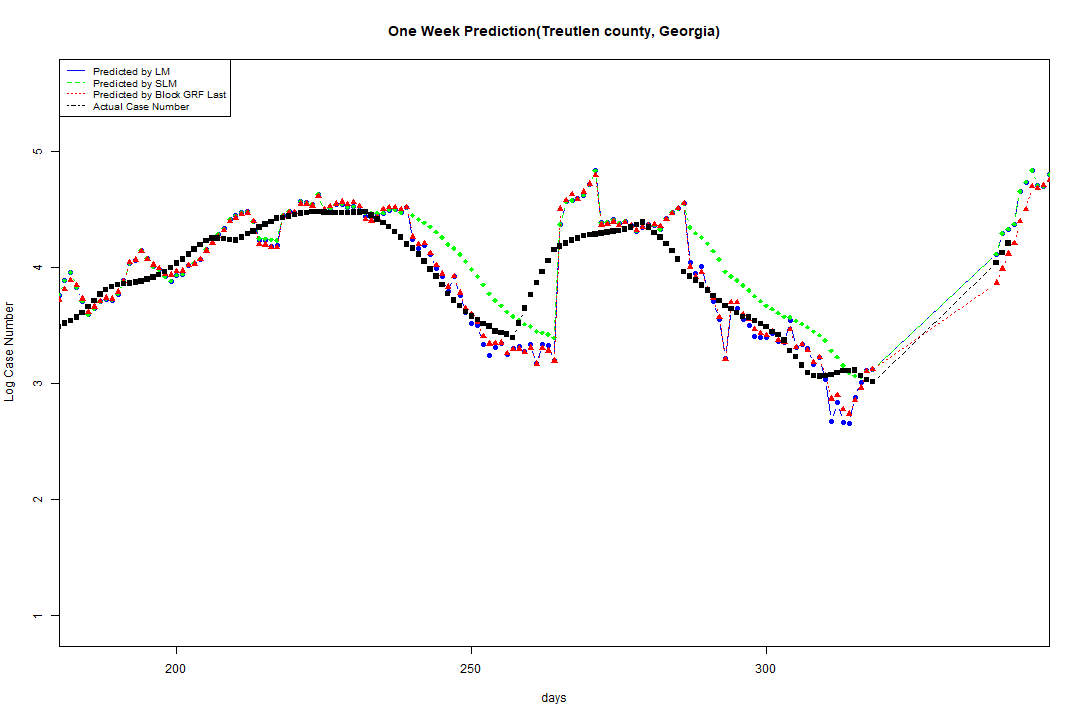 One Week Prediction(Treutlen county, Georgia)
Predicted by LM
Predicted by SLM
Predicted by Block GRF Last
Actual Case Number
5
4
3
2
1
Log Case Number
200 250 300
days